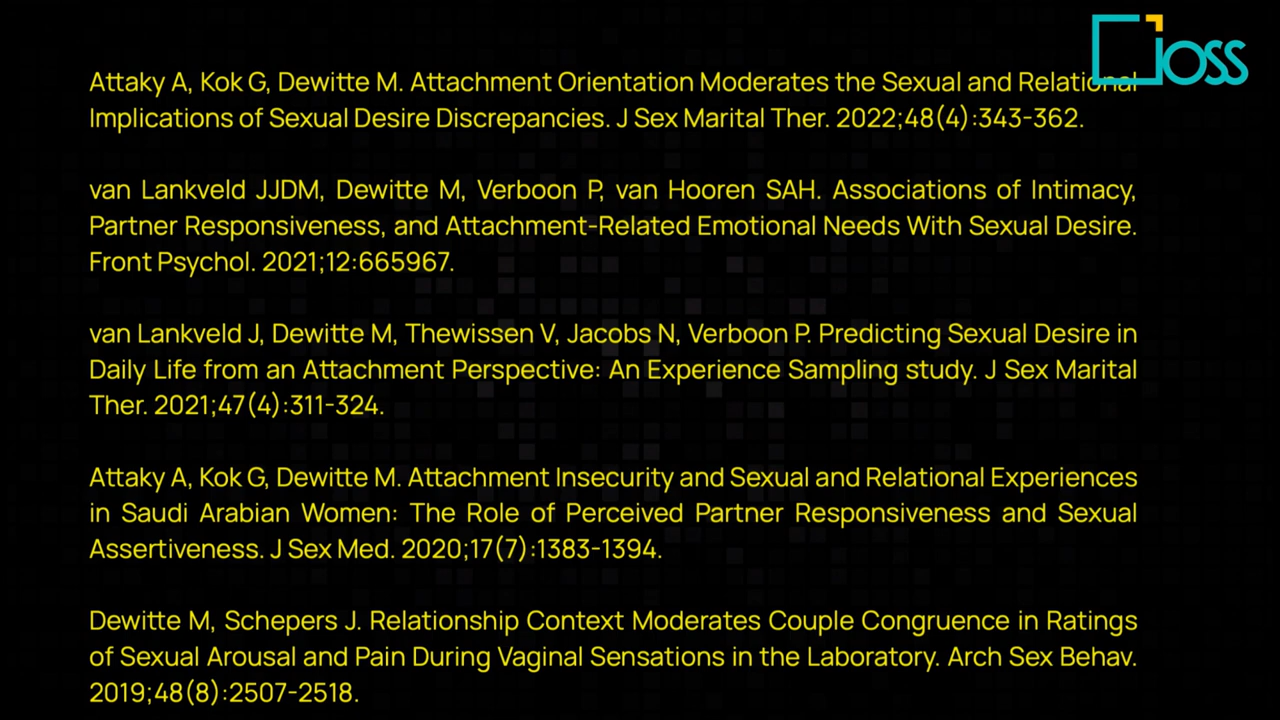 ioss
Attaky A, Kok G, Dewitte M. Attachment Orientation Moderates the Sexual and Relational
Implications of Sexual Desire Discrepancies. J Sex Marital Ther. 2022;48(4):343-362.
van Lankveld JJDM, Dewitte M, Verboon P, van Hooren SAH. Associations of Intimacy,
Partner Responsiveness, and Attachment-Related Emotional Needs With Sexual Desire.
Front Psychol. 2021;12:665967.
van Lankveld J, Dewitte M, Thewissen V, Jacobs N, Verboon P. Predicting Sexual Desire in
Daily Life from an Attachment Perspective: An Experience Sampling study. J Sex Marital
Ther. 2021;47(4):311-324.
Attaky A, Kok G, Dewitte M. Attachment Insecurity and Sexual and Relational Experiences
in Saudi Arabian Women: The Role of Perceived Partner Responsiveness and Sexual
Assertiveness. J Sex Med. 2020;17(7):1383-1394.
Dewitte M, Schepers J. Relationship Context Moderates Couple Congruence in Ratings
of Sexual Arousal and Pain During Vaginal Sensations in the Laboratory. Arch Sex Behav.
2019;48(8):2507-2518.